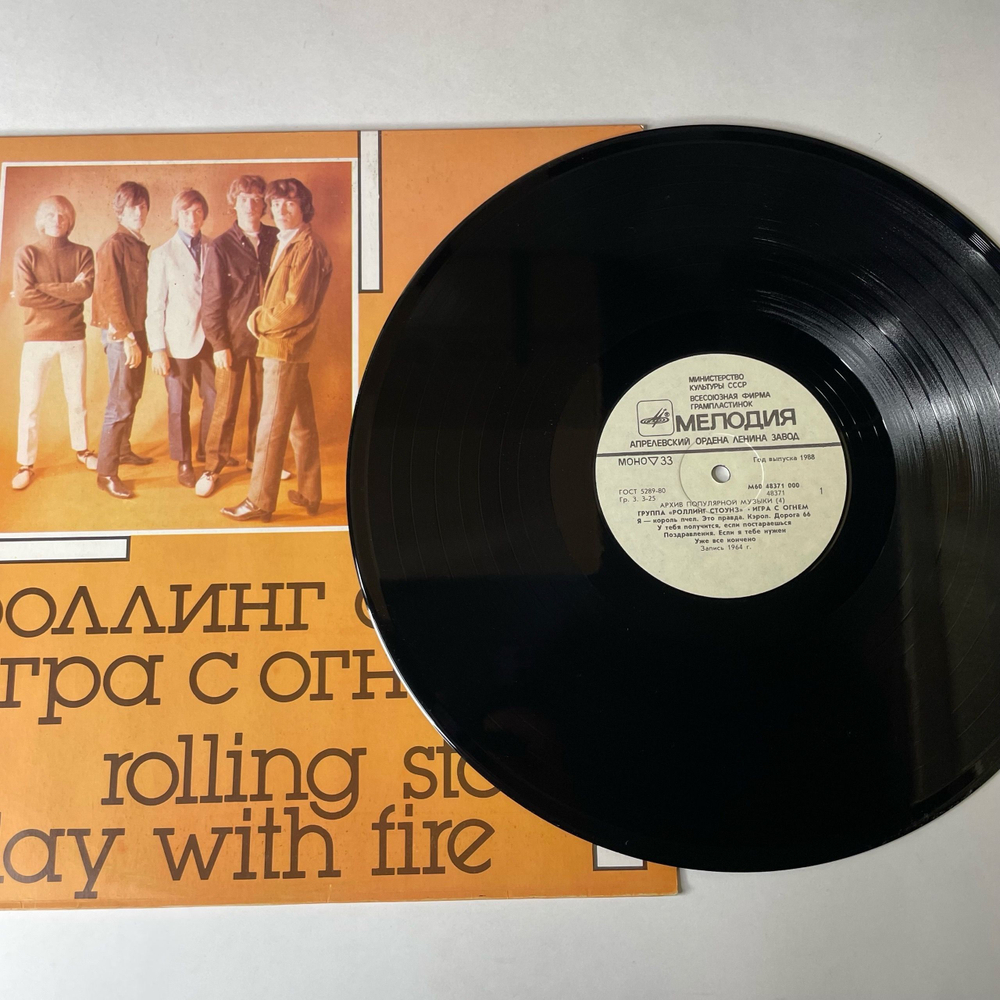 роллинг
игра с огн
rolling sto
lay with fire
МИНИСТЕРСТВО
КУЛЬТУРЫ СССР
ВСЕСОЮЗНАЯ ФИРМА
ГРАМПЛАСТИНОК
МЕЛОДИЯ
АПРЕЛЕВСКИЙ ОРДЕНА ЛЕНИНА ЗАВОД
МОНО ▽ 33 Год выпуска 1988
ГОСТ 5289-80 М60 48371 000
Гр. 3. 3-25 48371 1
АРХИВ ПОПУЛЯРНОЙ МУЗЫКИ (4)
ГРУППА «РОЛЛИНГ СТОУНЗ» - ИГРА С ОГНЕМ
Я — король пчел. Это правда. Кэрол. Дорога 66
У тебя получится, если постараешься
Поздравления. Если я тебе нужен
Уже все кончено
Запись 1964 г.